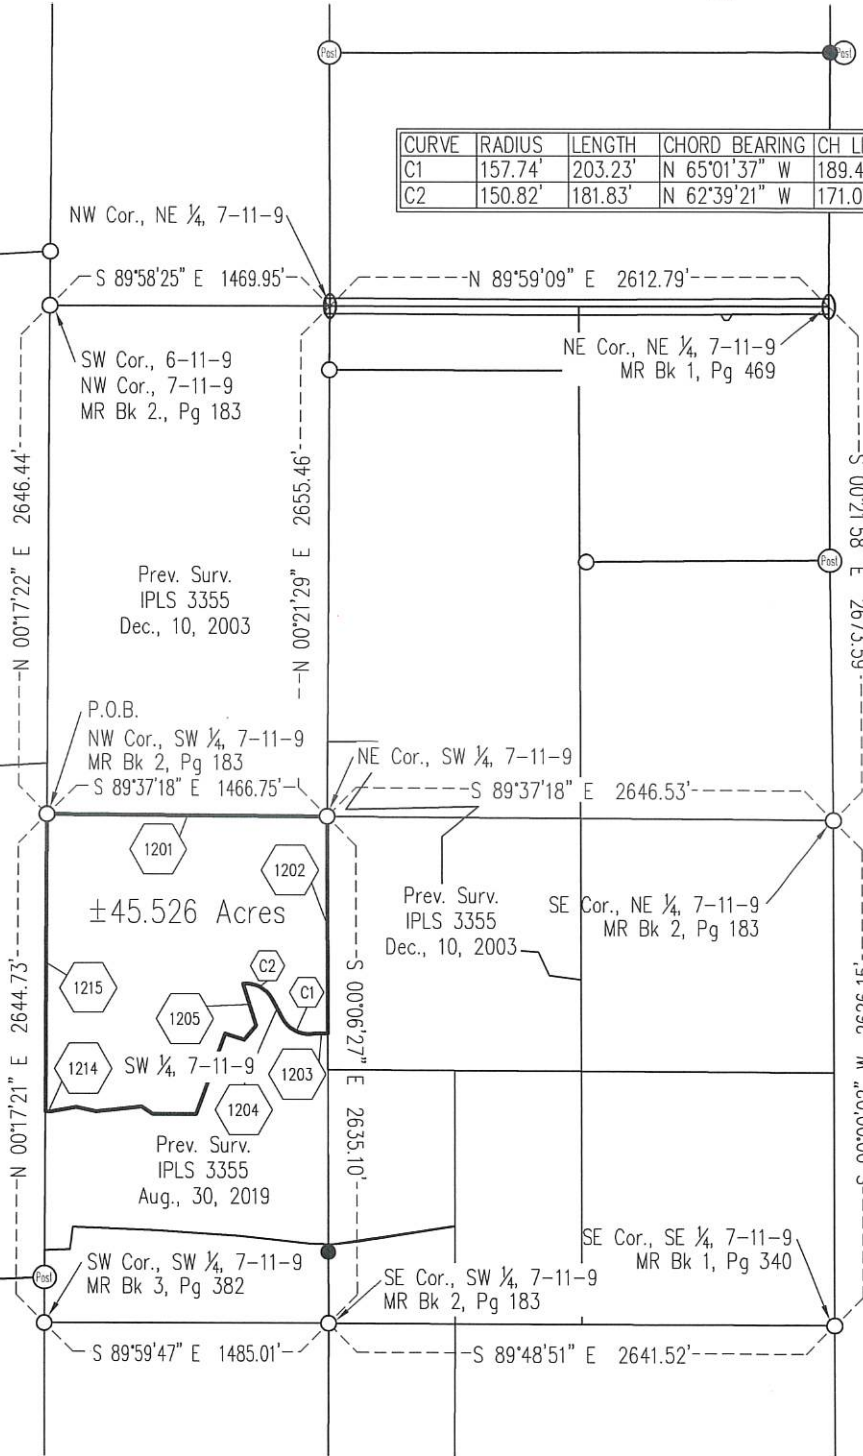 Post
Post
CURVE RADIUS LENGTH CHORD BEARING CH
C1 157.74' 203.23' N 65°01'37" W 189.4
C2 150.82' 181.83' N 62°39'21" W 171.0
NW Cor., NE ¼, 7-11-9
S 89°58'25" E 1469.95'
N 89°59'09" E 2612.79'
SW Cor., 6-11-9
NW Cor., 7-11-9
MR Bk 2., Pg 183
NE Cor., NE ¼, 7-11-9
MR Bk 1, Pg 469
N 00°17'22" E 2646.44'
N 00°21'29" E 2655.46'
S 00°21'58" E 2673.59'
Post
Prev. Surv.
IPLS 3355
Dec., 10, 2003
P.O.B.
NW Cor., SW ¼, 7-11-9
MR Bk 2, Pg 183
S 89°37'18" E 1466.75'
NE Cor., SW ¼, 7-11-9
S 89°37'18" E 2646.53'
1201
1202
±45.526 Acres
Prev. Surv.
IPLS 3355
Dec., 10, 2003
SE Cor., NE ¼, 7-11-9
MR Bk 2, Pg 183
C2
C1
1215
1205
N 00°17'21" E 2644.73'
S 00°06'27" E 2635.10'
S 00°00'02" W 2626.15'
1214
SW ¼, 7-11-9
1203
1204
Prev. Surv.
IPLS 3355
Aug., 30, 2019
Post
SW Cor., SW ¼, 7-11-9
MR Bk 3, Pg 382
SE Cor., SW ¼, 7-11-9
MR Bk 2, Pg 183
SE Cor., SE ¼, 7-11-9
MR Bk 1, Pg 340
S 89°59'47" E 1485.01'
S 89°48'51" E 2641.52'